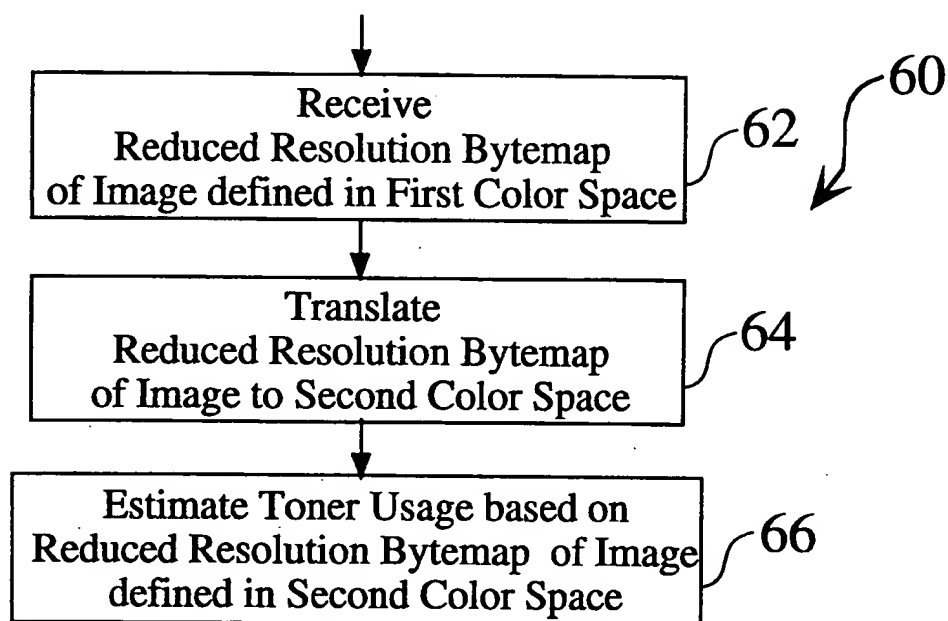 60
Receive
Reduced Resolution Bytemap
of Image defined in First Color Space
62
Translate
Reduced Resolution Bytemap
of Image to Second Color Space
64
Estimate Toner Usage based on
Reduced Resolution Bytemap of Image
defined in Second Color Space
66